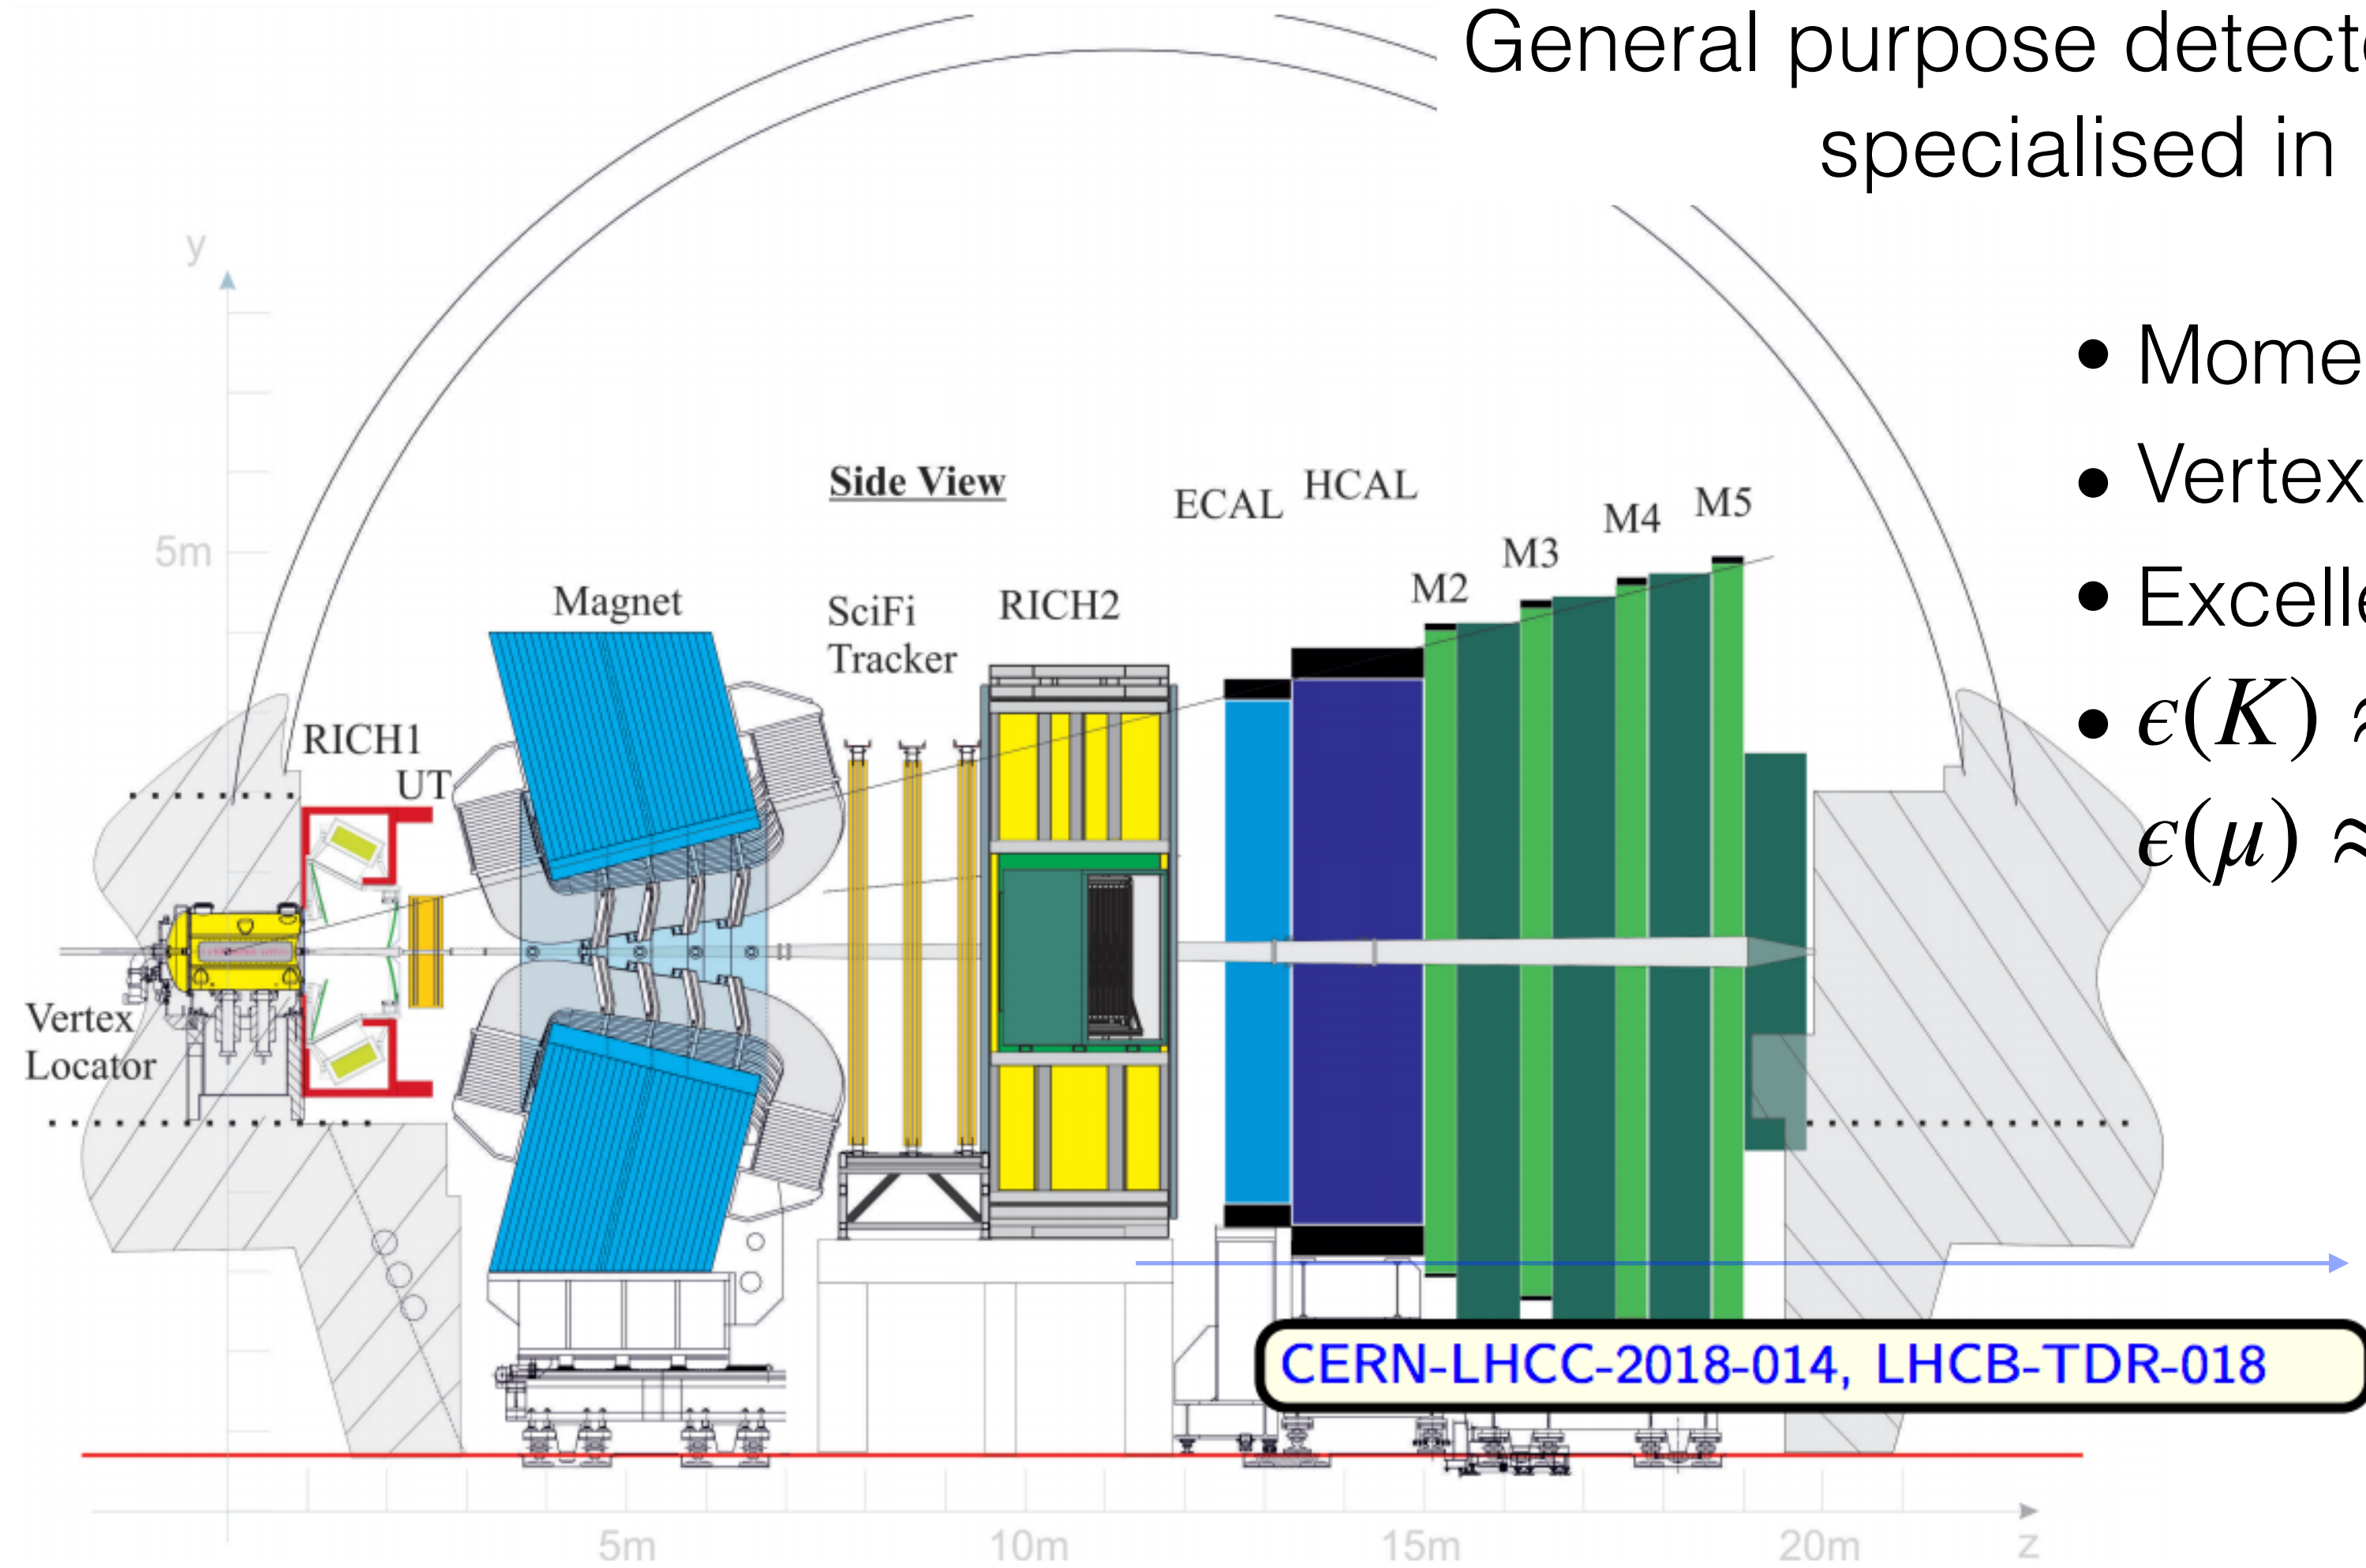 General purpose detect
specialised in
y
• Mome
Side View
ECAL
HCAL
• Vertex
M5
M4
5m
M3
• Excelle
M2
Magnet
SciFi
Tracker
RICH2
• ϵ(K) ≈
RICH1
UT
ϵ(μ) ≈
Vertex
Locator
CERN-LHCC-2018-014, LHCB-TDR-018
5m
10m
15m
20m
z